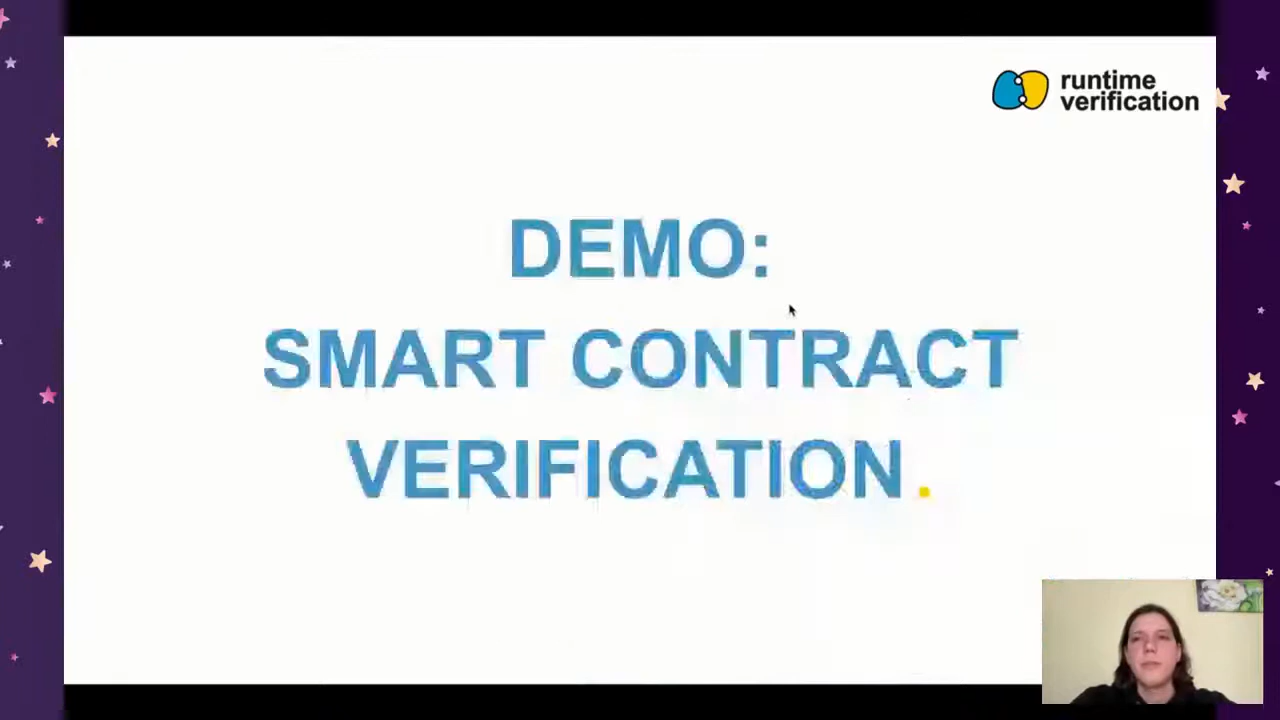 runtime
verification
DEMO:
SMART CONTRACT
VERIFICATION.